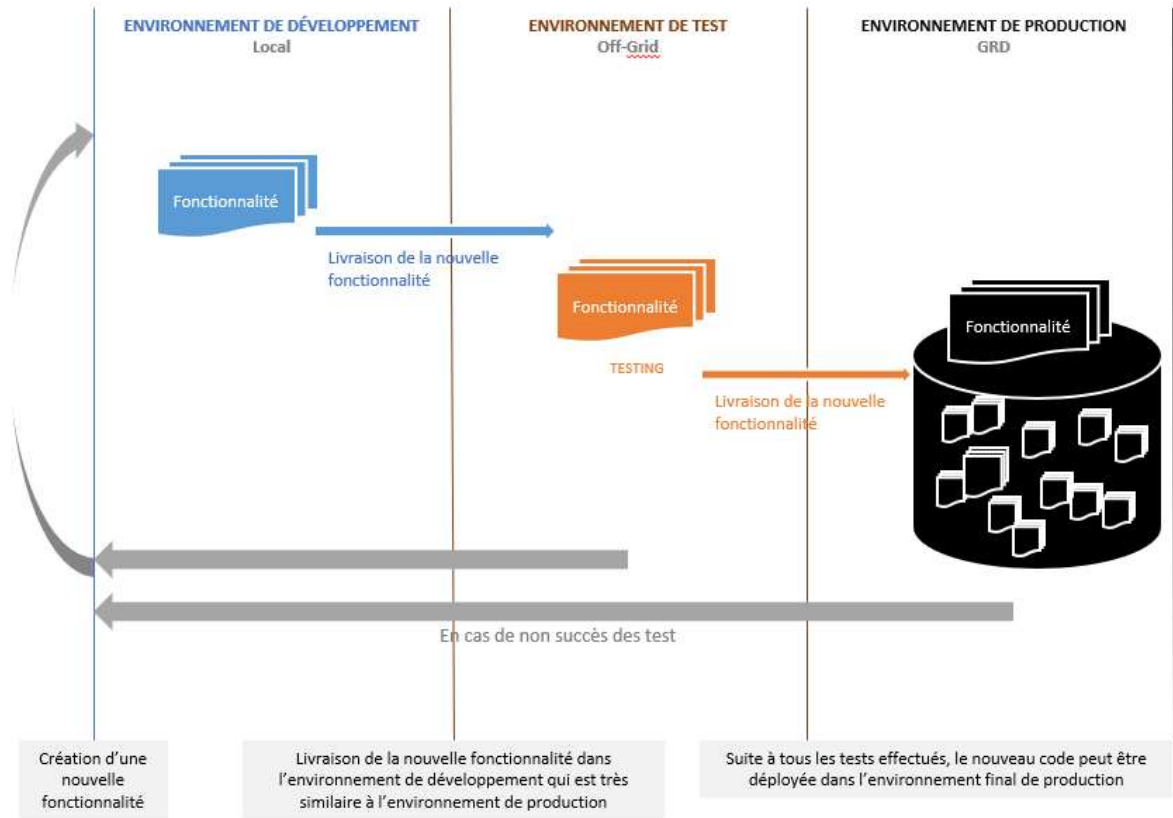 ENVIRONNEMENT DE DÉVELOPPEMENT
Local
ENVIRONNEMENT DE TEST
Off-Grid
ENVIRONNEMENT DE PRODUCTION
GRD
Fonctionnalité
Livraison de la nouvelle
fonctionnalité
Fonctionnalité
TESTING
Livraison de la nouvelle
fonctionnalité
Fonctionnalité
En cas de non succès des test
Création d’une
nouvelle
fonctionnalité
Livraison de la nouvelle fonctionnalité dans
l’environnement de développement qui est très
similaire à l’environnement de production
Suite à tous les tests effectués, le nouveau code peut être
déployée dans l’environnement final de production